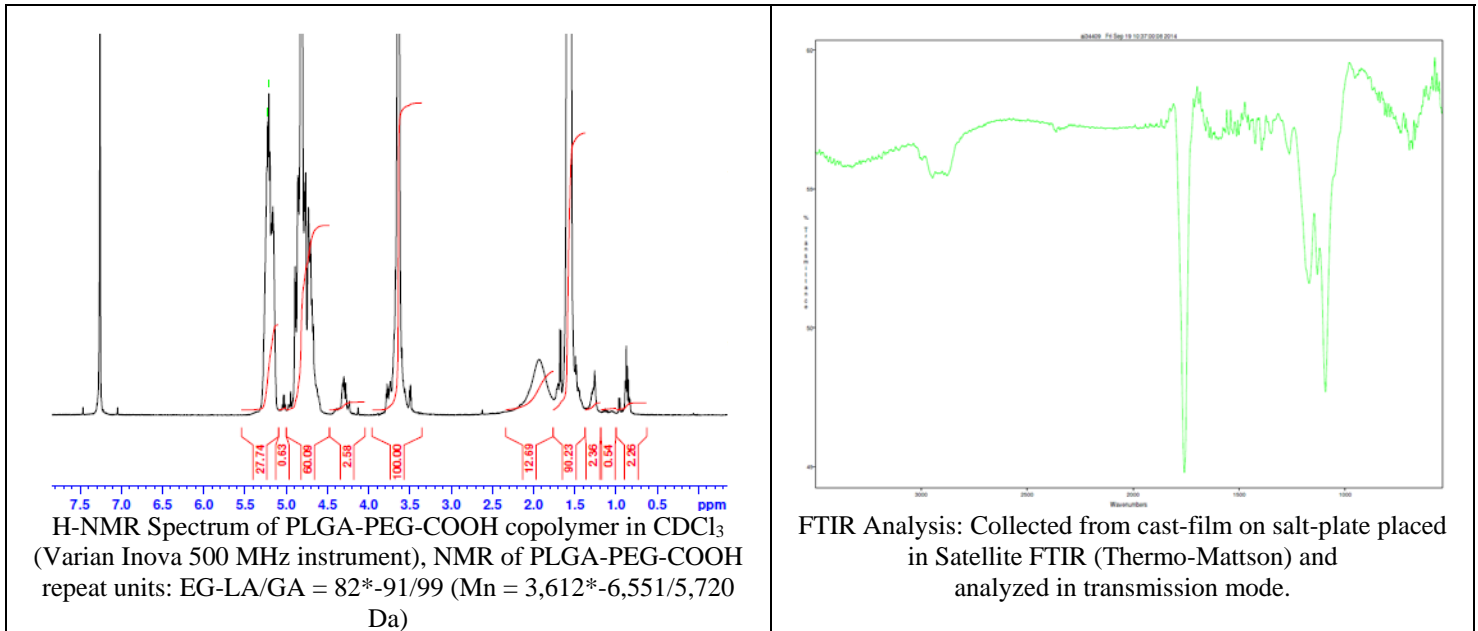 27.74
0.63
60.09
2.58
100.00
12.69
90.23
2.36
0.54
2.26
7.5 7.0 6.5 6.0 5.5 5.0 4.5 4.0 3.5 3.0 2.5 2.0 1.5 1.0 0.5 ppm
H-NMR Spectrum of PLGA-PEG-COOH copolymer in CDCl₃
(Varian Inova 500 MHz instrument), NMR of PLGA-PEG-COOH
repeat units: EG-LA/GA = 82*-91/99 (Mn = 3,612*-6,551/5,720
Da)
% Transmittance
3000 2500 2000 1500 1000
Wavenumbers
FTIR Analysis: Collected from cast-film on salt-plate placed
in Satellite FTIR (Thermo-Mattson) and
analyzed in transmission mode.